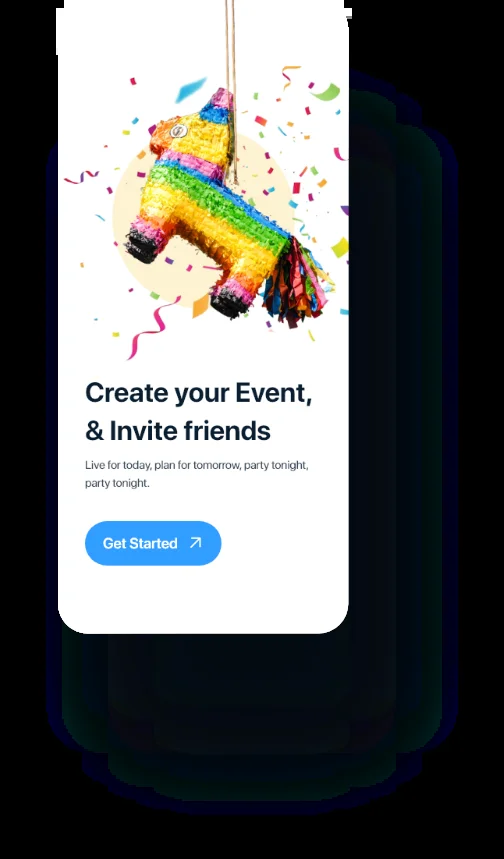 Create your Event,
& Invite friends
Live for today, plan for tomorrow, party tonight,
party tonight.
Get Started